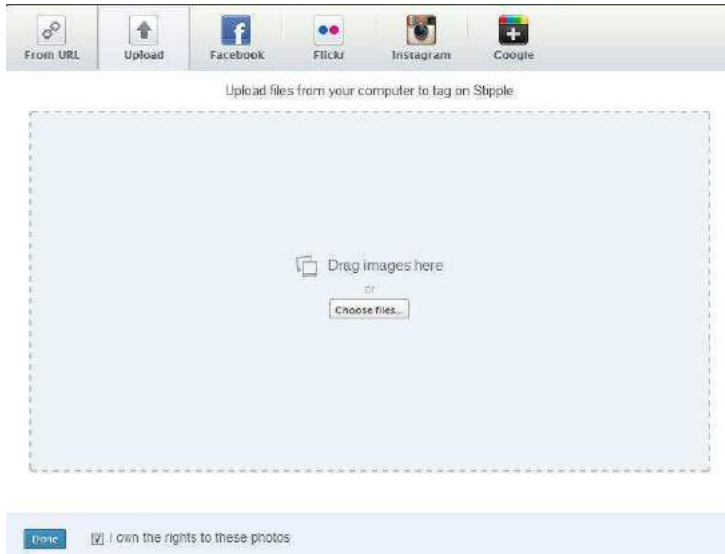 From URL Upload Facebook Flickr Instagram Google
Upload files from your computer to tag on Stipple
Drag images here
or
Choose files...
Done I own the rights to these photos